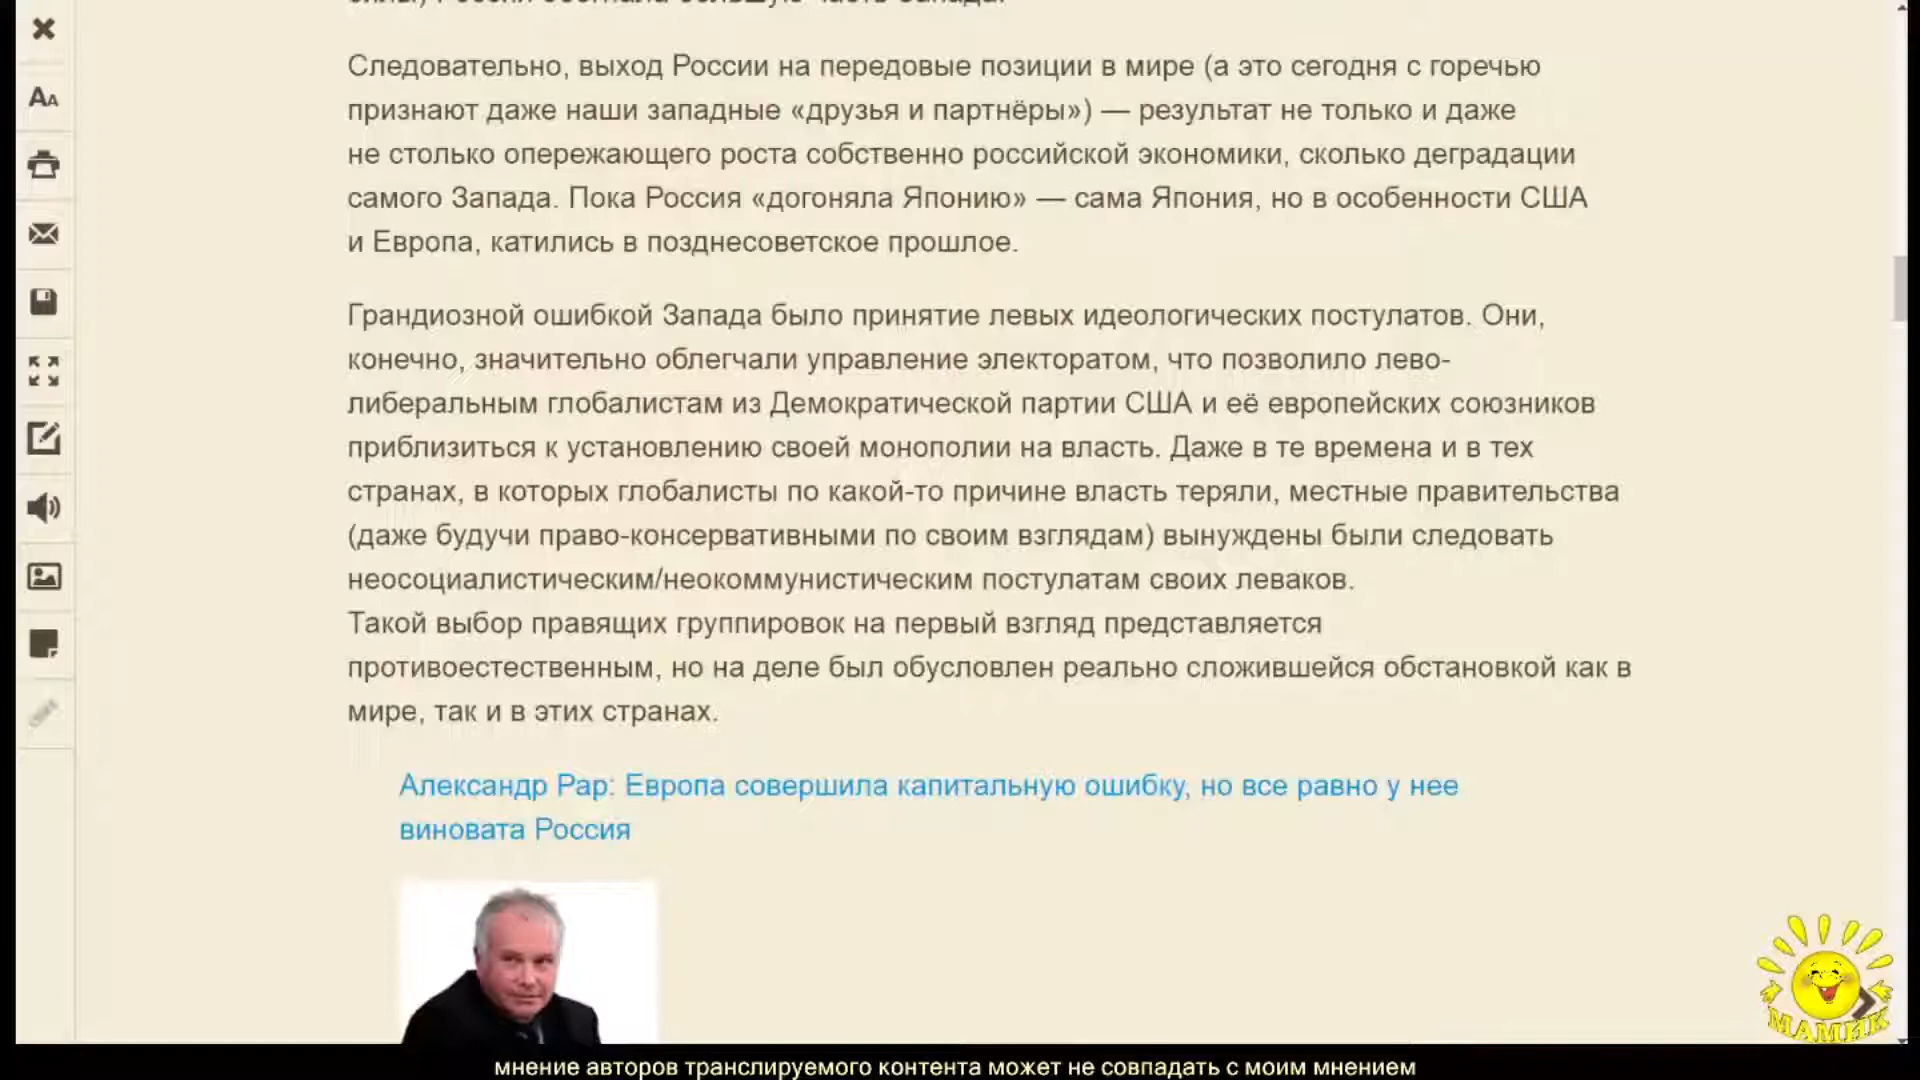 Россия обогнала большую часть Запада.
Следовательно, выход России на передовые позиции в мире (а это сегодня с горечью
признают даже наши западные «друзья и партнёры») — результат не только и даже
не столько опережающего роста собственно российской экономики, сколько деградации
самого Запада. Пока Россия «догоняла Японию» — сама Япония, но в особенности США
и Европа, катились в позднесоветское прошлое.
Грандиозной ошибкой Запада было принятие левых идеологических постулатов. Они,
конечно, значительно облегчали управление электоратом, что позволило лево-
либеральным глобалистам из Демократической партии США и её европейских союзников
приблизиться к установлению своей монополии на власть. Даже в те времена и в тех
странах, в которых глобалисты по какой-то причине власть теряли, местные правительства
(даже будучи право-консервативными по своим взглядам) вынуждены были следовать
неосоциалистическим/неокоммунистическим постулатам своих леваков.
Такой выбор правящих группировок на первый взгляд представляется
противоестественным, но на деле был обусловлен реально сложившейся обстановкой как в
мире, так и в этих странах.
Александр Рар: Европа совершила капитальную ошибку, но все равно у нее
виновата Россия
МАМИК
мнение авторов транслируемого контента может не совпадать с моим мнением